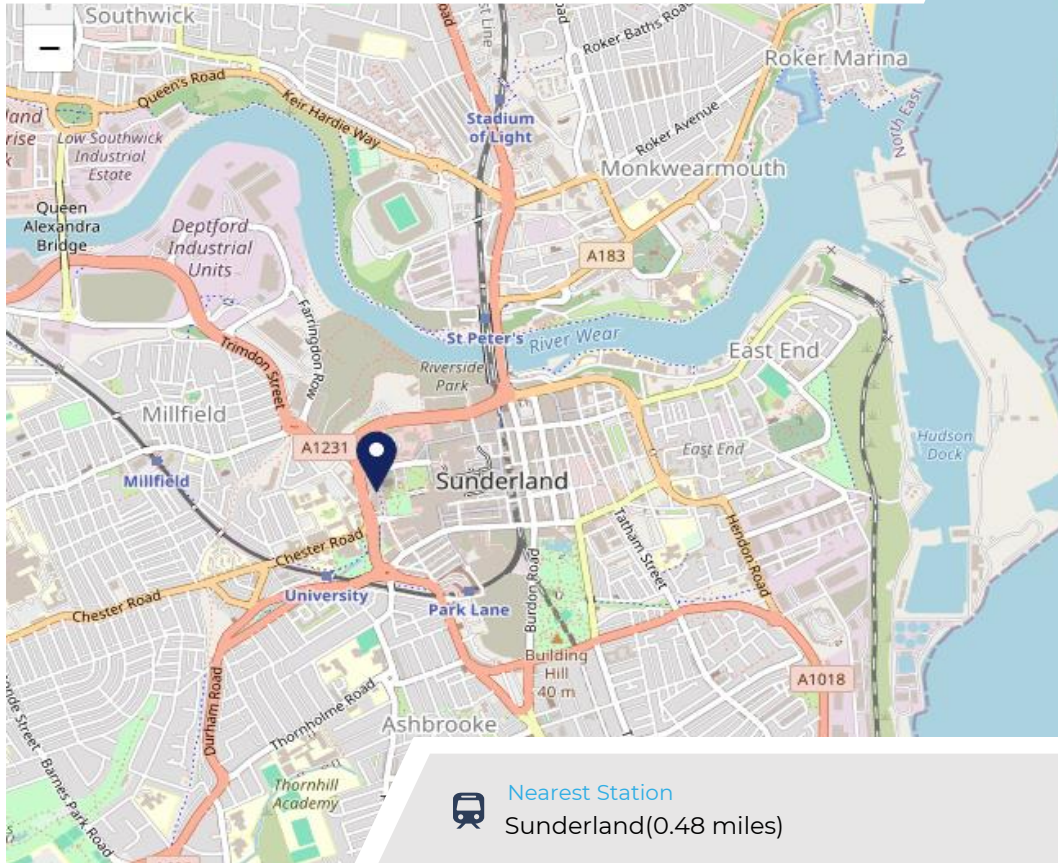 Southwick
−
Queen's Road
Keir Hardie Way
Low Southwick
Industrial
Estate
Queen
Alexandra
Bridge
Deptford
Industrial
Units
Stadium
of Light
Roker Baths Road
Roker Marina
Roker Avenue
Monkwearmouth
North East
A183
Farringdon Row
Trimdon Street
St Peter's
River Wear
Riverside
Park
East End
Millfield
A1231
Millfield
Sunderland
East End
Hudson
Dock
Chester Road
Chester Road
University
Park Lane
Burdon Road
Tatham Street
Hendon Road
Building
Hill
40 m
A1018
Durham Road
Thornholme Road
Ashbrooke
Barnes Park Road
Thornhill
Academy
Nearest Station
Sunderland(0.48 miles)